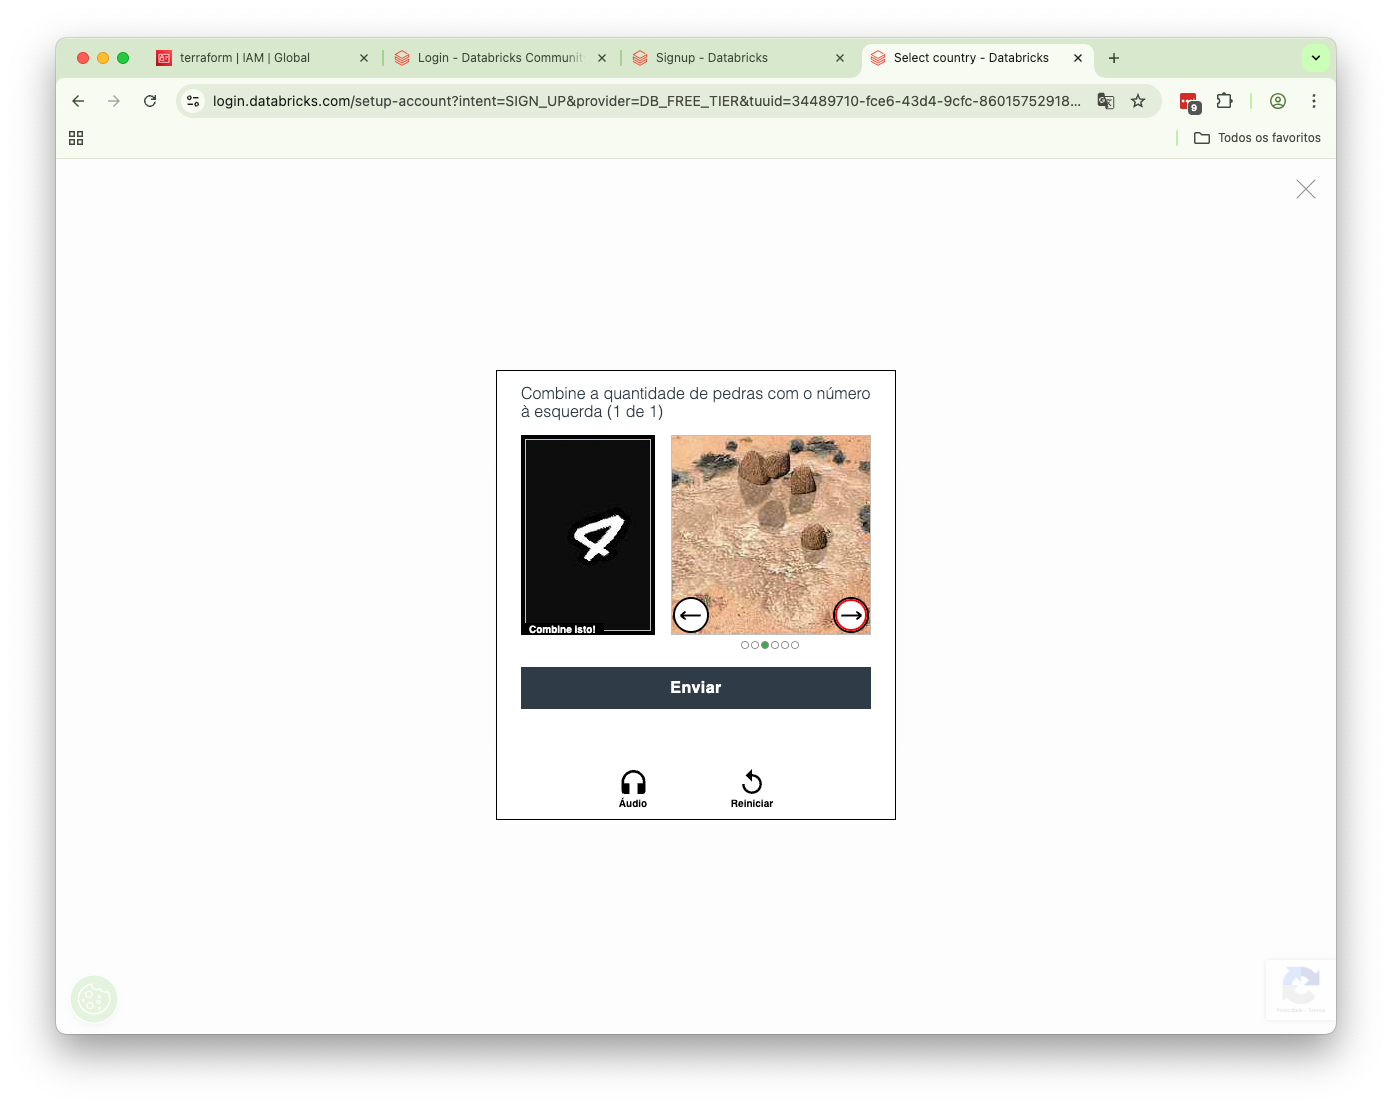 terraform | IAM | Global
Login - Databricks Communit
Signup - Databricks
Select country - Databricks
login.databricks.com/setup-account?intent=SIGN_UP&provider=DB_FREE_TIER&tuuid=34489710-fce6-43d4-9cfc-86015752918...
9
Todos os favoritos
Combine a quantidade de pedras com o número
à esquerda (1 de 1)
4
Combine isto!
Enviar
Áudio
Reiniciar